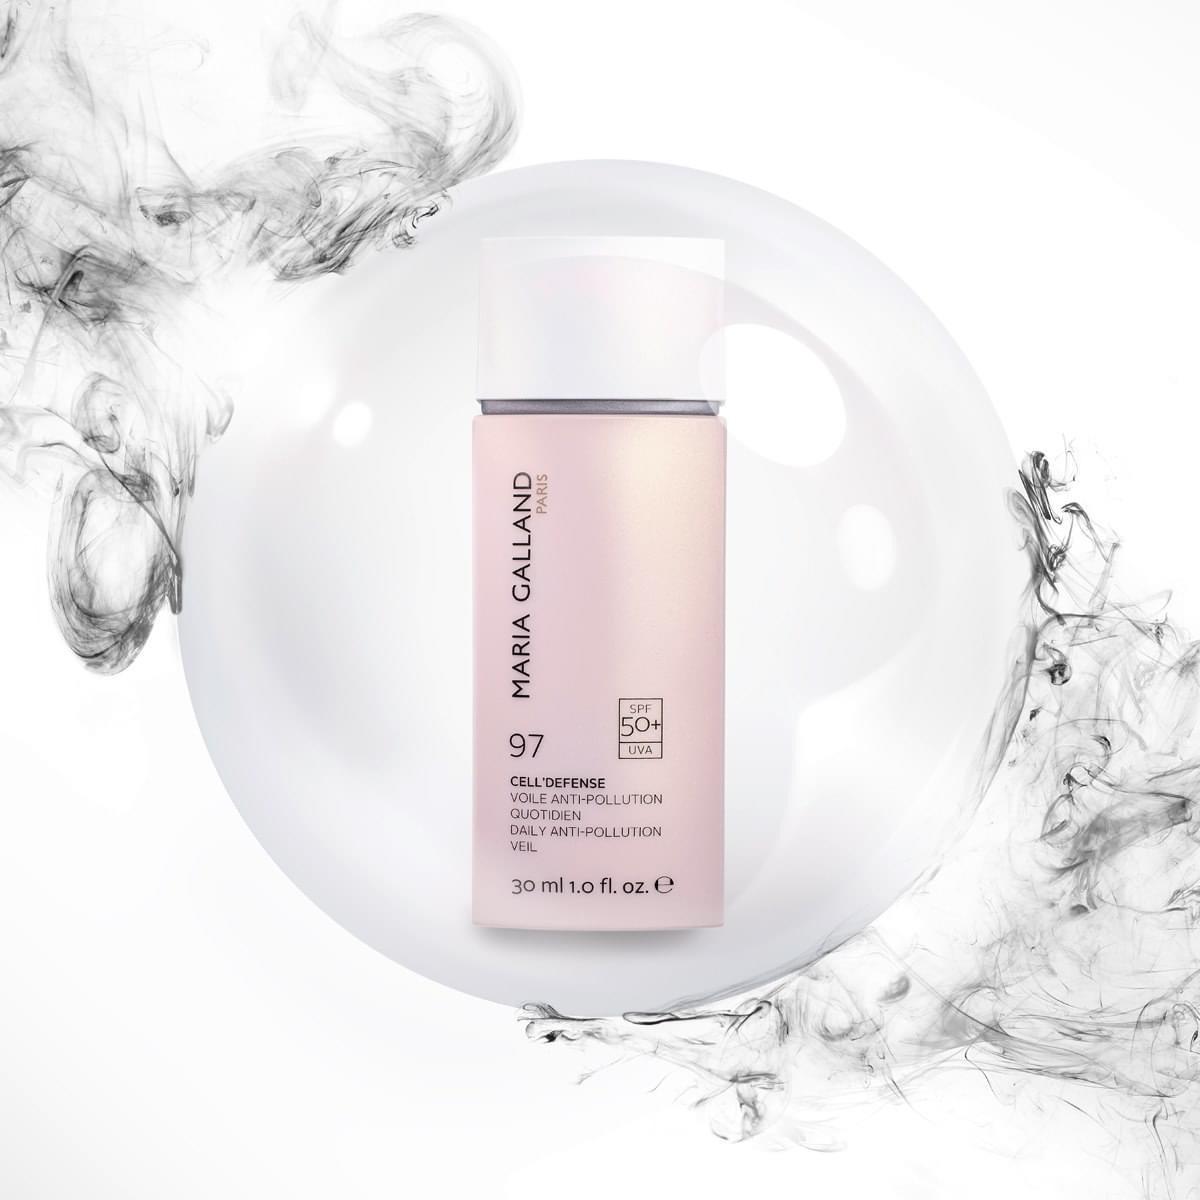 MARIA GALLAND
PARIS
SPF
50+
UVA
97
CELL'DEFENSE
VOILE ANTI-POLLUTION
QUOTIDIEN
DAILY ANTI-POLLUTION
VEIL
30 ml 1.0 fl. oz. ℮